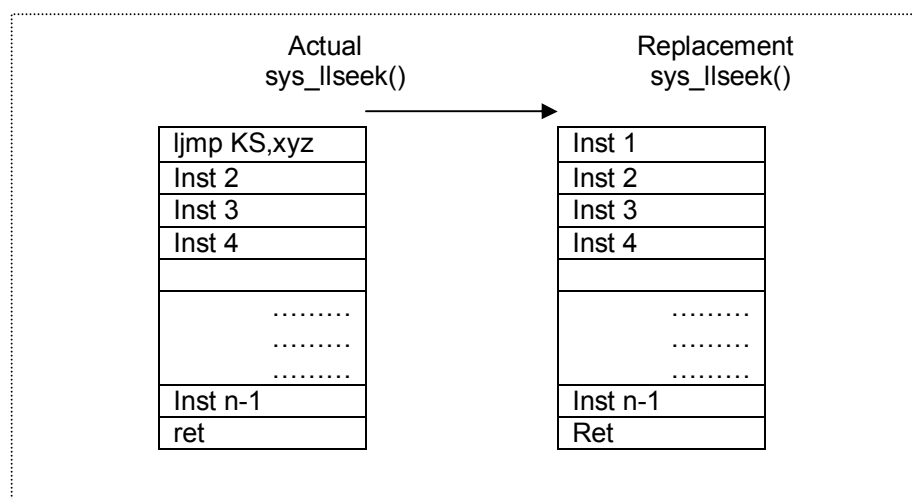 Actual
sys_llseek()
Replacement
sys_llseek()
ljmp KS,xyz
Inst 2
Inst 3
Inst 4
………
………
………
Inst n-1
ret
Inst 1
Inst 2
Inst 3
Inst 4
………
………
………
Inst n-1
Ret